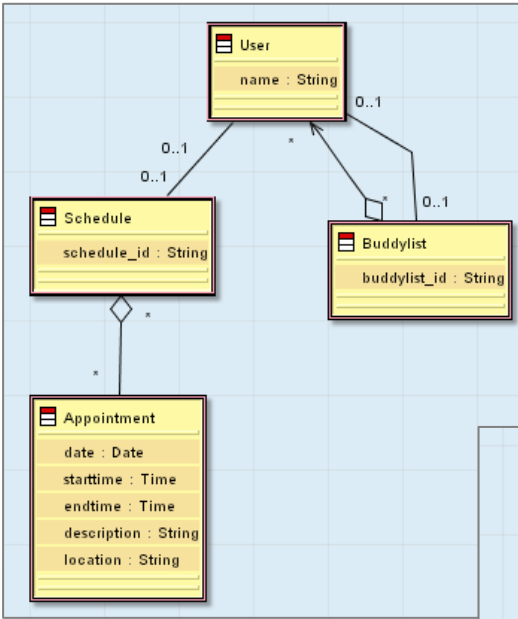 User
name : String
0..1
*
0..1
0..1
*
0..1
Schedule
schedule_id : String
Buddylist
buddylist_id : String
*
*
Appointment
date : Date
starttime : Time
endtime : Time
description : String
location : String